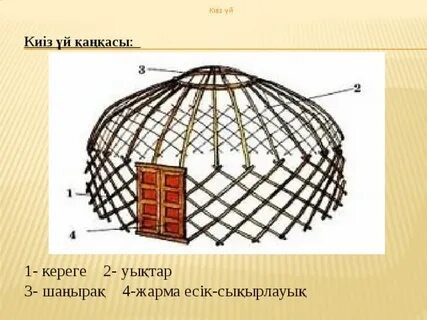 Киіз үй
Киіз үй қаңқасы:
3
2
1
4
1- кереге 2- уықтар
3- шаңырақ 4-жарма есік-сықырлауық